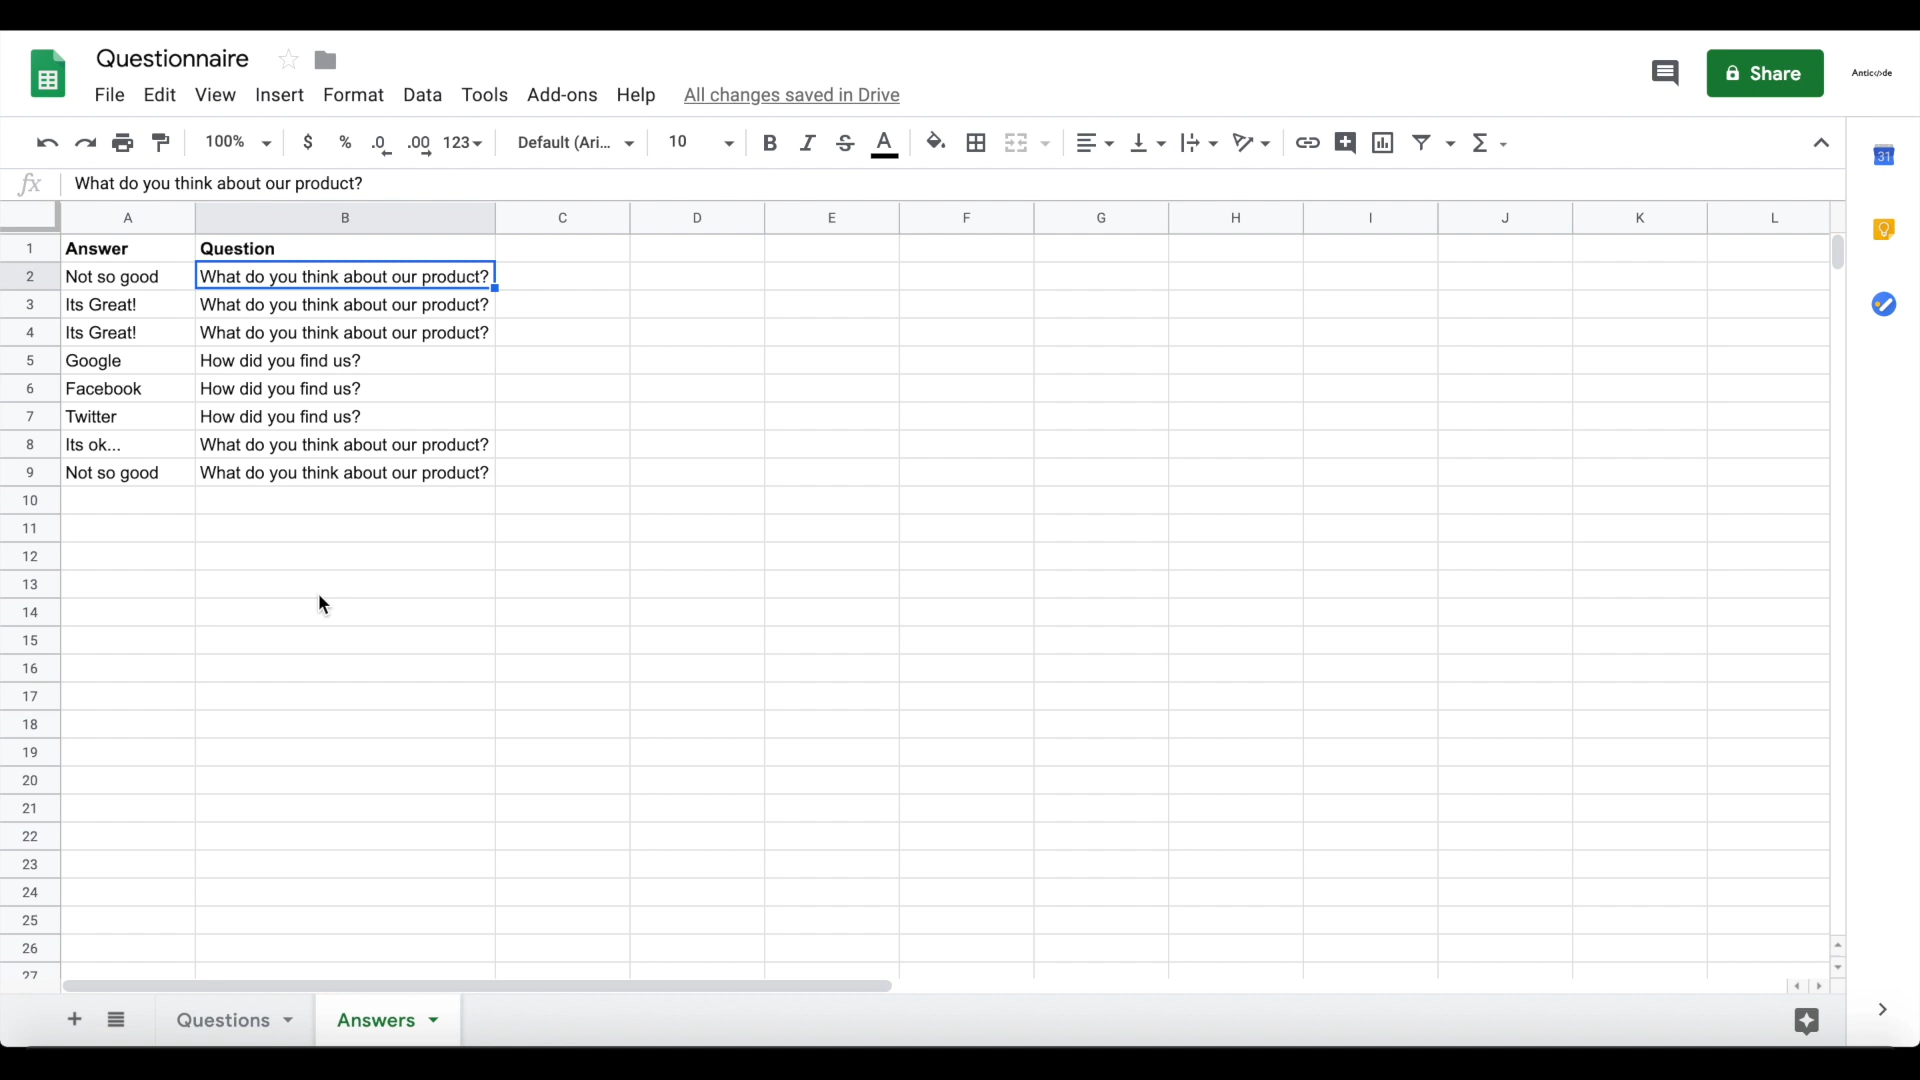 Questionnaire
File Edit View Insert Format Data Tools Add-ons Help All changes saved in Drive
Share
Antic</>de
100% $ % .0 .00 123 Default (Ari... 10 B I S A Σ
31
fx What do you think about our product?
A B C D E F G H I J K L
1 Answer Question
2 Not so good What do you think about our product?
3 Its Great! What do you think about our product?
4 Its Great! What do you think about our product?
5 Google How did you find us?
6 Facebook How did you find us?
7 Twitter How did you find us?
8 Its ok... What do you think about our product?
9 Not so good What do you think about our product?
10
11
12
13
14
15
16
17
18
19
20
21
22
23
24
25
26
27
Questions Answers